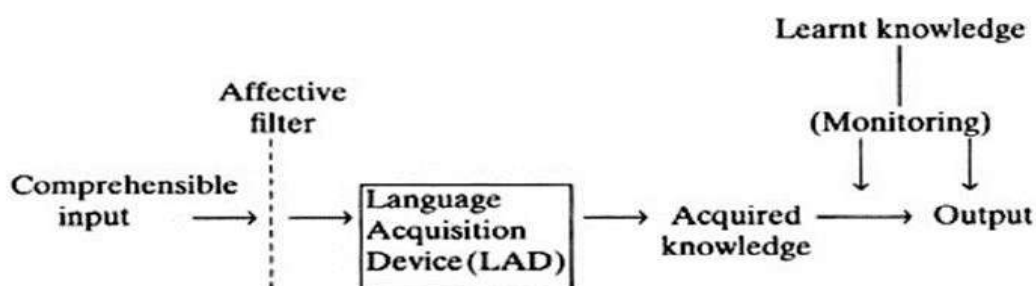 Learnt knowledge
Affective
filter
(Monitoring)
Comprehensible
input
Language
Acquisition
Device (LAD)
Acquired
knowledge
Output